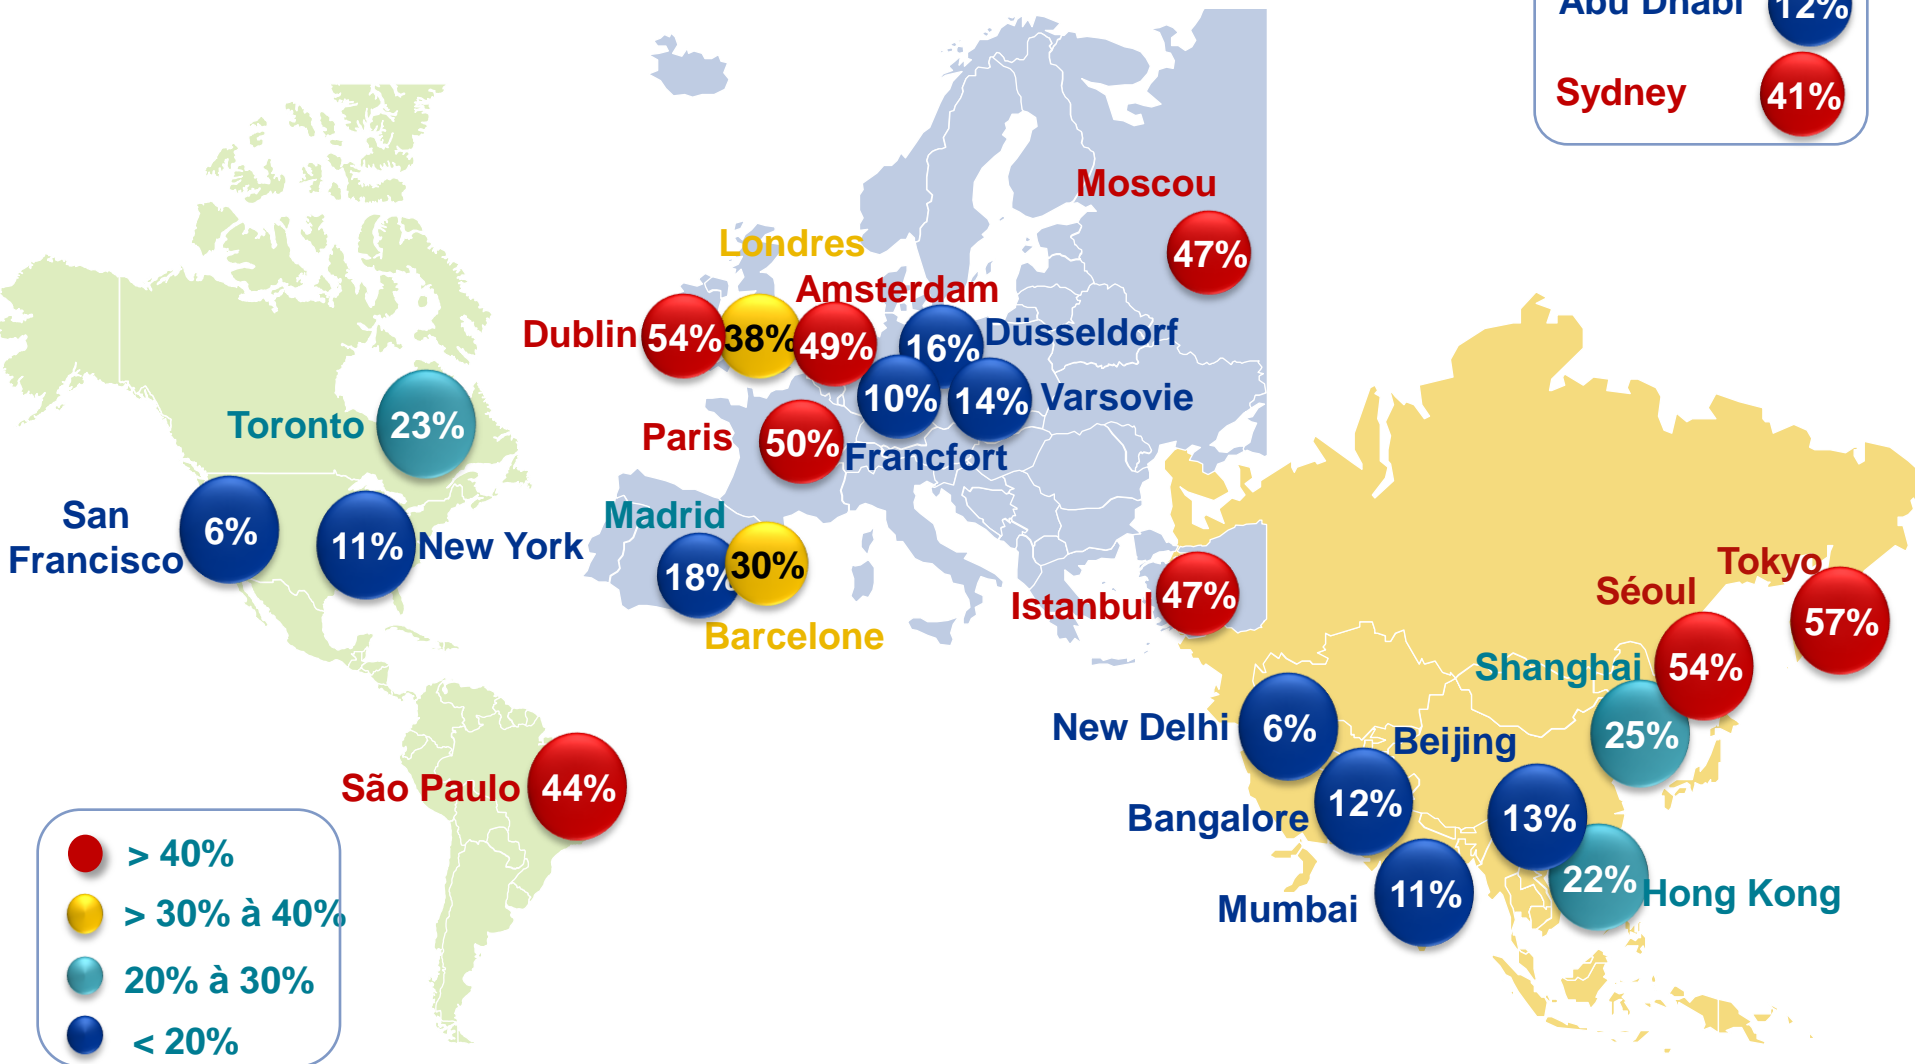 Abu Dhabi 12%
Sydney 41%
Moscou
47%
Londres
Amsterdam
Dublin 54% 38% 49%
16% Düsseldorf
10% 14% Varsovie
Toronto 23%
Paris 50%
Francfort
San
Francisco
6%
11% New York
Madrid
18% 30%
Barcelone
Istanbul 47%
Tokyo
57%
Séoul
54%
Shanghai
25%
New Delhi 6%
Beijing
13%
Bangalore 12%
Mumbai 11%
22% Hong Kong
São Paulo 44%
> 40%
> 30% à 40%
20% à 30%
< 20%